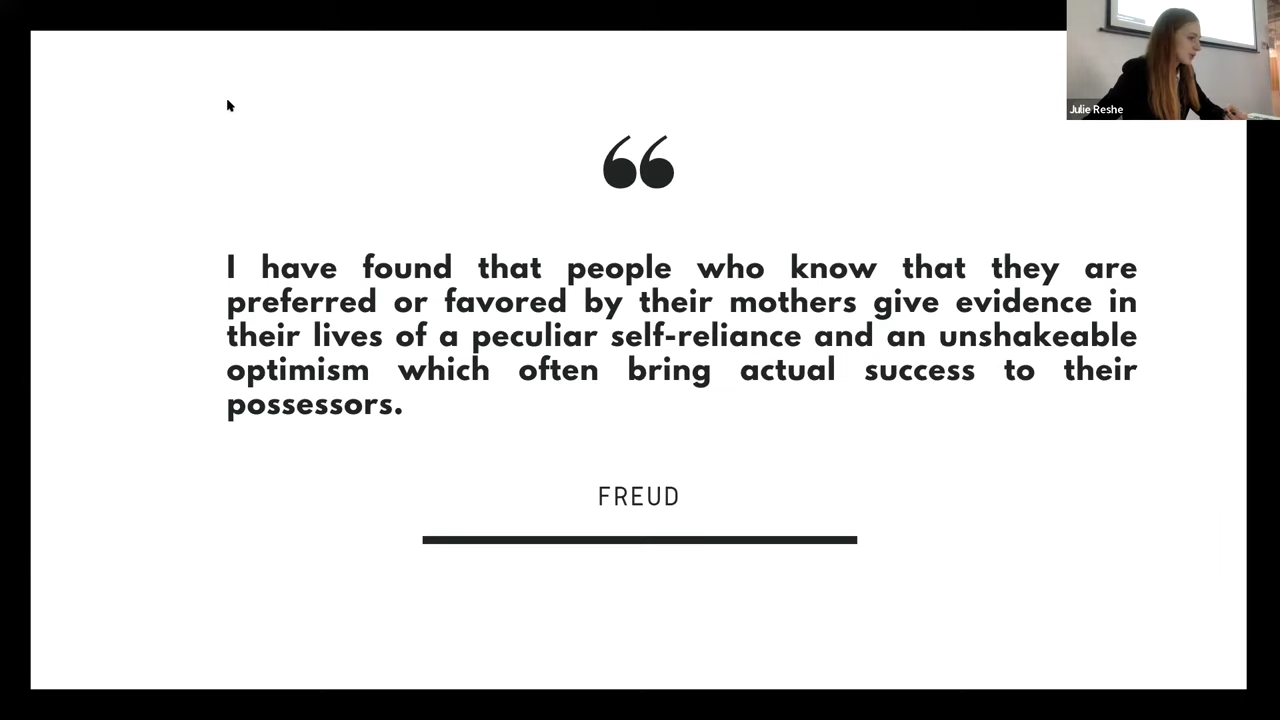 Julie Reshe
“
I have found that people who know that they are
preferred or favored by their mothers give evidence in
their lives of a peculiar self-reliance and an unshakeable
optimism which often bring actual success to their
possessors.
FREUD